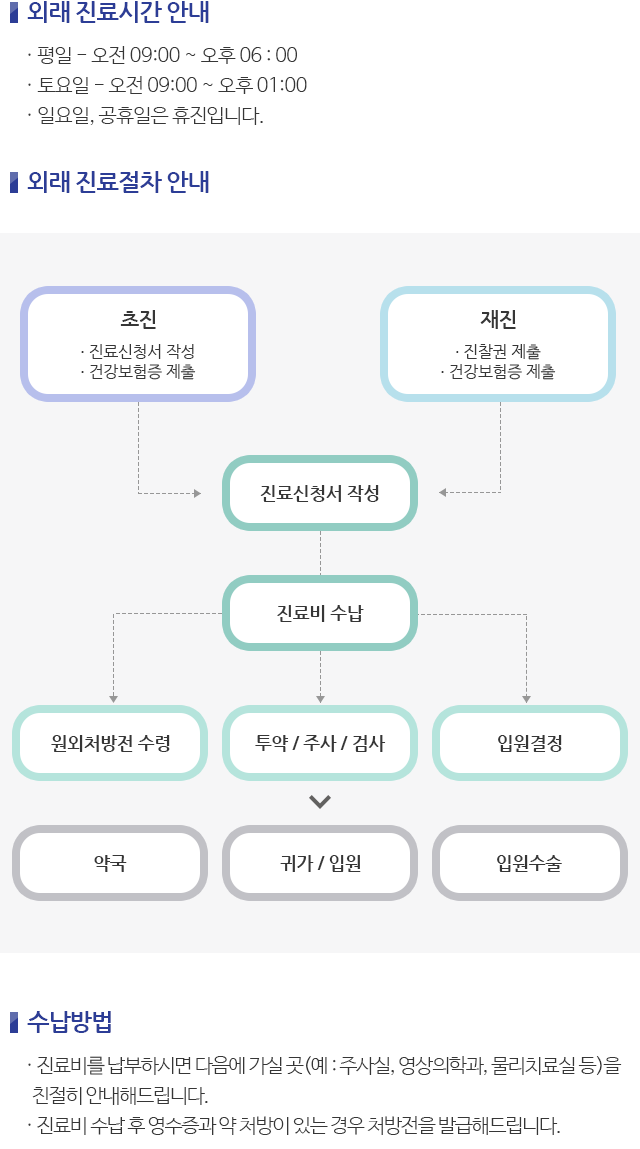 외래 진료시간 안내
· 평일 - 오전 09:00 ~ 오후 06 : 00
· 토요일 - 오전 09:00 ~ 오후 01:00
· 일요일, 공휴일은 휴진입니다.
외래 진료절차 안내
초진
· 진료신청서 작성
· 건강보험증 제출
재진
· 진찰권 제출
· 건강보험증 제출
진료신청서 작성
진료비 수납
원외처방전 수령
투약 / 주사 / 검사
입원결정
약국
귀가 / 입원
입원수술
수납방법
· 진료비를 납부하시면 다음에 가실 곳(예 : 주사실, 영상의학과, 물리치료실 등)을
친절히 안내해드립니다.
· 진료비 수납 후 영수증과 약 처방이 있는 경우 처방전을 발급해드립니다.